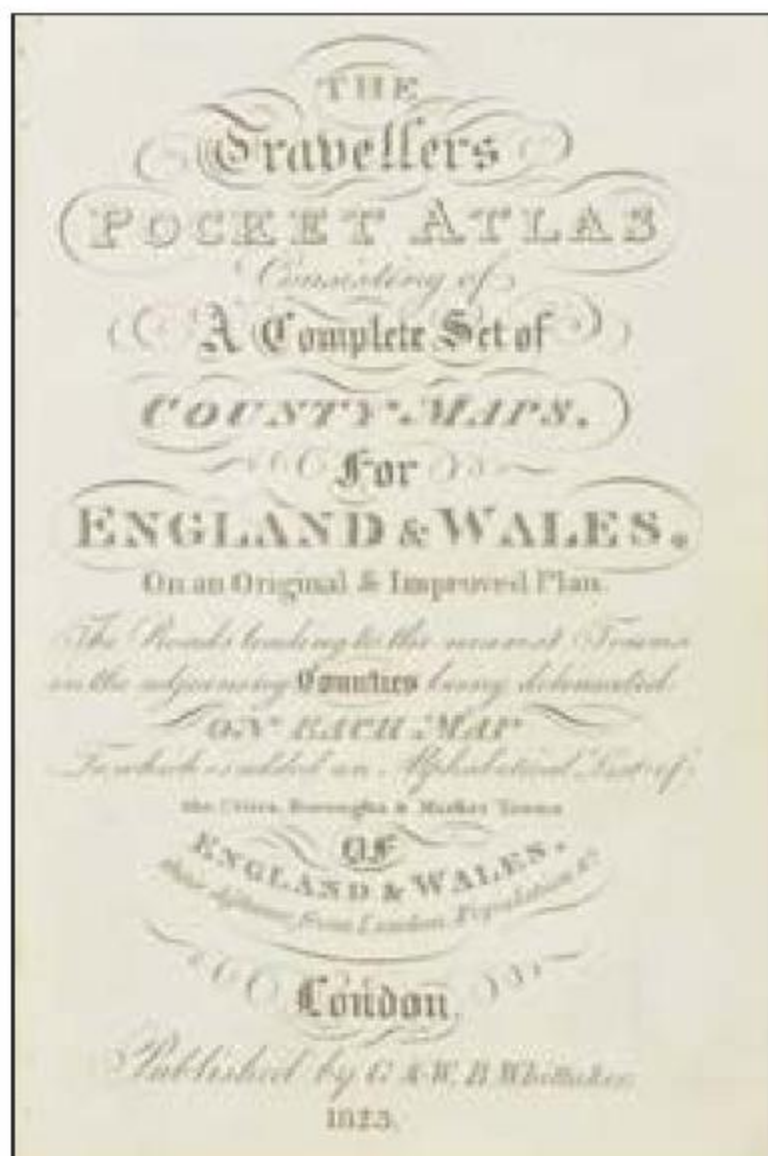 THE
Travellers
POCKET ATLAS
Consisting of
A Complete Set of
COUNTY MAPS.
For
ENGLAND & WALES.
On an Original & Improved Plan.
The Roads leading to the nearest Towns
in the adjoining Counties being delineated
ON EACH MAP
To which is added an Alphabetical List of
the Cities, Boroughs & Market Towns
OF
ENGLAND & WALES.
their distance from London, Population &c.
London.
Published by G. & W. B. Whittaker.
1823.